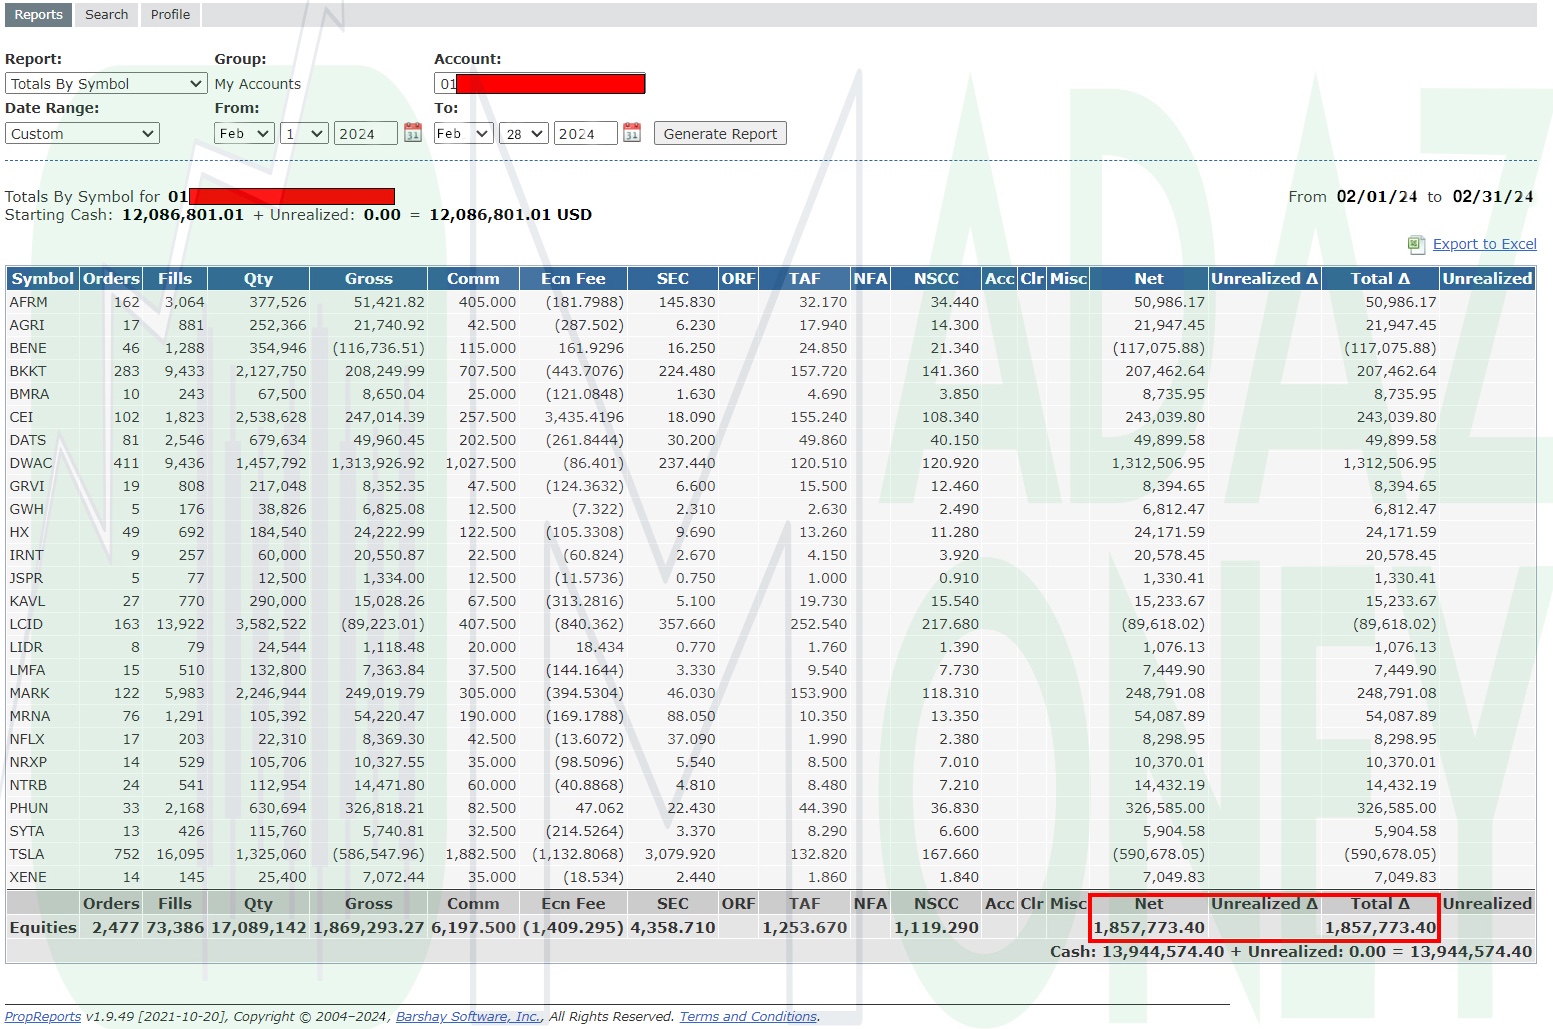 Reports Search Profile
Report: Group: Account:
Totals By Symbol My Accounts 01
Date Range: From: To:
Custom Feb 1 2024 31 Feb 28 2024 31 Generate Report
Totals By Symbol for 01 From 02/01/24 to 02/31/24
Starting Cash: 12,086,801.01 + Unrealized: 0.00 = 12,086,801.01 USD
Export to Excel
Symbol Orders Fills Qty Gross Comm Ecn Fee SEC ORF TAF NFA NSCC Acc Clr Misc Net Unrealized Δ Total Δ Unrealized
AFRM 162 3,064 377,526 51,421.82 405.000 (181.7988) 145.830 32.170 34.440 50,986.17 50,986.17
AGRI 17 881 252,366 21,740.92 42.500 (287.502) 6.230 17.940 14.300 21,947.45 21,947.45
BENE 46 1,288 354,946 (116,736.51) 115.000 161.9296 16.250 24.850 21.340 (117,075.88) (117,075.88)
BKKT 283 9,433 2,127,750 208,249.99 707.500 (443.7076) 224.480 157.720 141.360 207,462.64 207,462.64
BMRA 10 243 67,500 8,650.04 25.000 (121.0848) 1.630 4.690 3.850 8,735.95 8,735.95
CEI 102 1,823 2,538,628 247,014.39 257.500 3,435.4196 18.090 155.240 108.340 243,039.80 243,039.80
DATS 81 2,546 679,634 49,960.45 202.500 (261.8444) 30.200 49.860 40.150 49,899.58 49,899.58
DWAC 411 9,436 1,457,792 1,313,926.92 1,027.500 (86.401) 237.440 120.510 120.920 1,312,506.95 1,312,506.95
GRVI 19 808 217,048 8,352.35 47.500 (124.3632) 6.600 15.500 12.460 8,394.65 8,394.65
GWH 5 176 38,826 6,825.08 12.500 (7.322) 2.310 2.630 2.490 6,812.47 6,812.47
HX 49 692 184,540 24,222.99 122.500 (105.3308) 9.690 13.260 11.280 24,171.59 24,171.59
IRNT 9 257 60,000 20,550.87 22.500 (60.824) 2.670 4.150 3.920 20,578.45 20,578.45
JSPR 5 77 12,500 1,334.00 12.500 (11.5736) 0.750 1.000 0.910 1,330.41 1,330.41
KAVL 27 770 290,000 15,028.26 67.500 (313.2816) 5.100 19.730 15.540 15,233.67 15,233.67
LCID 163 13,922 3,582,522 (89,223.01) 407.500 (840.362) 357.660 252.540 217.680 (89,618.02) (89,618.02)
LIDR 8 79 24,544 1,118.48 20.000 18.434 0.770 1.760 1.390 1,076.13 1,076.13
LMFA 15 510 132,800 7,363.84 37.500 (144.1644) 3.330 9.540 7.730 7,449.90 7,449.90
MARK 122 5,983 2,246,944 249,019.79 305.000 (394.5304) 46.030 153.900 118.310 248,791.08 248,791.08
MRNA 76 1,291 105,392 54,220.47 190.000 (169.1788) 88.050 10.350 13.350 54,087.89 54,087.89
NFLX 17 203 22,310 8,369.30 42.500 (13.6072) 37.090 1.990 2.380 8,298.95 8,298.95
NRXP 14 529 105,706 10,327.55 35.000 (98.5096) 5.540 8.500 7.010 10,370.01 10,370.01
NTRB 24 541 112,954 14,471.80 60.000 (40.8868) 4.810 8.480 7.210 14,432.19 14,432.19
PHUN 33 2,168 630,694 326,818.21 82.500 47.062 22.430 44.390 36.830 326,585.00 326,585.00
SYTA 13 426 115,760 5,740.81 32.500 (214.5264) 3.370 8.290 6.600 5,904.58 5,904.58
TSLA 752 16,095 1,325,060 (586,547.96) 1,882.500 (1,132.8068) 3,079.920 132.820 167.660 (590,678.05) (590,678.05)
XENE 14 145 25,400 7,072.44 35.000 (18.534) 2.440 1.860 1.840 7,049.83 7,049.83
Orders Fills Qty Gross Comm Ecn Fee SEC ORF TAF NFA NSCC Acc Clr Misc Net Unrealized Δ Total Δ Unrealized
Equities 2,477 73,386 17,089,142 1,869,293.27 6,197.500 (1,409.295) 4,358.710 1,253.670 1,119.290 1,857,773.40 1,857,773.40
Cash: 13,944,574.40 + Unrealized: 0.00 = 13,944,574.40
PropReports v1.9.49 [2021-10-20], Copyright © 2004–2024, Barshay Software, Inc., All Rights Reserved. Terms and Conditions.
MADAZ
MONEY